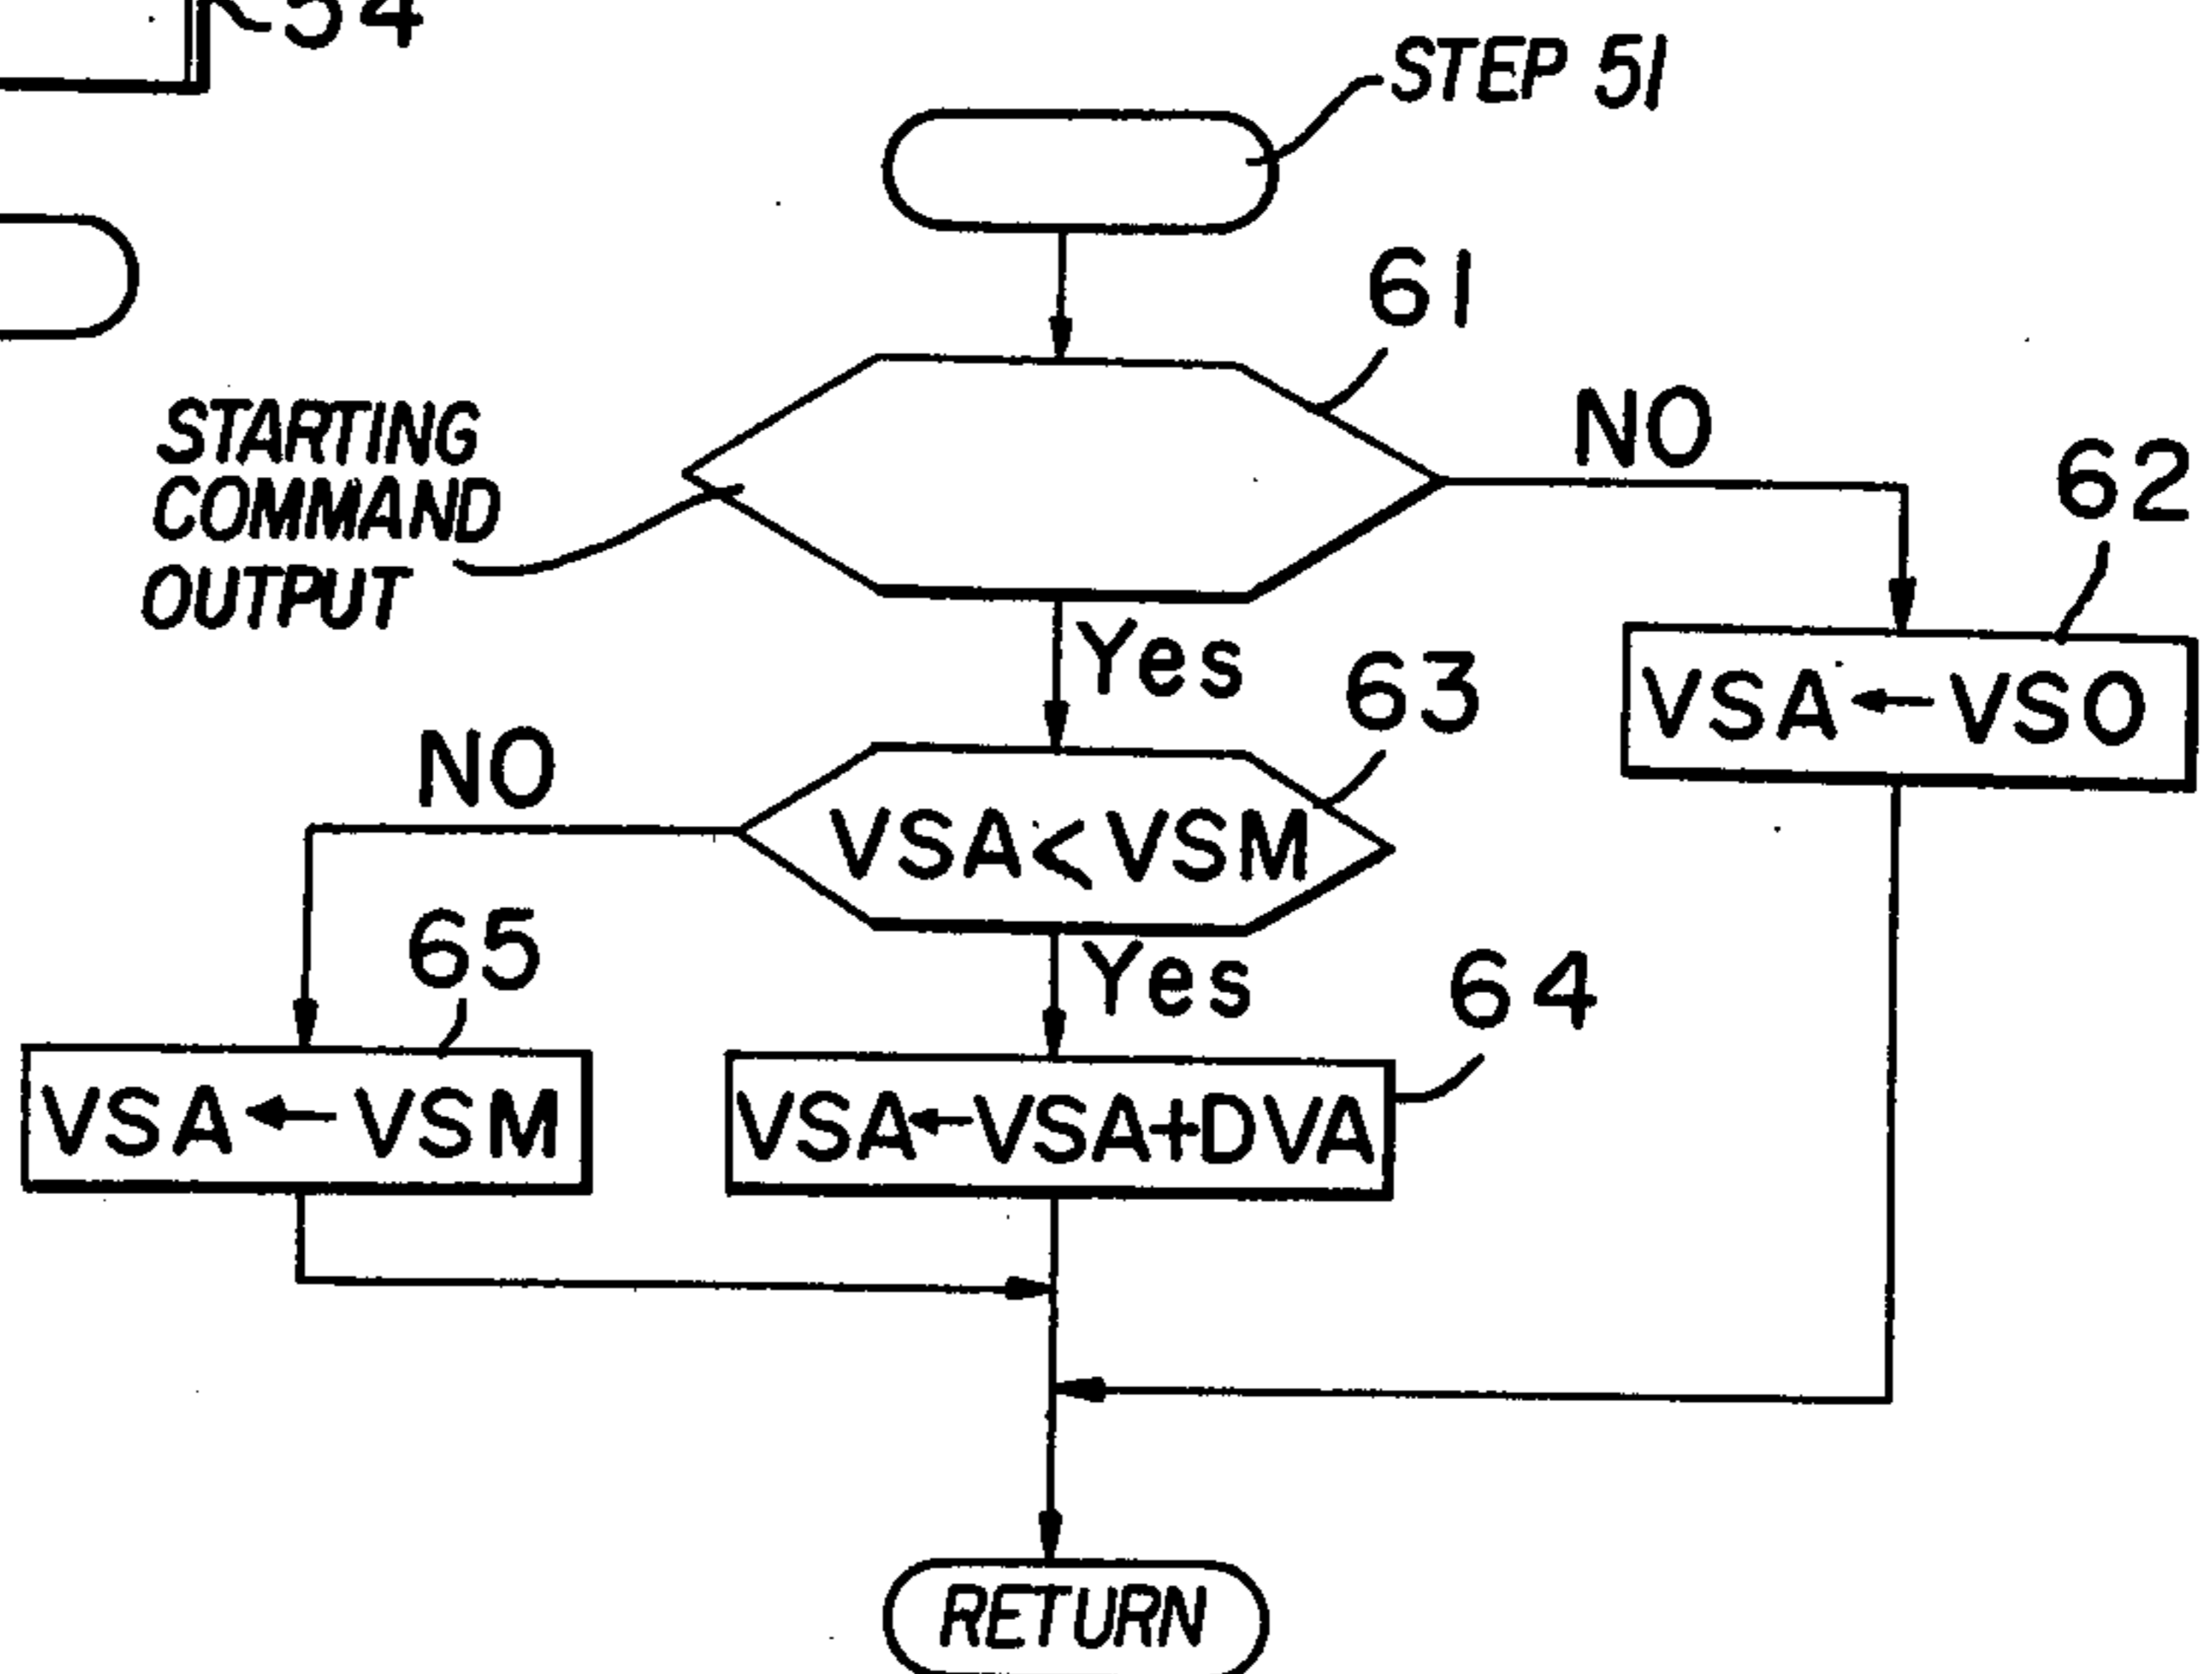 54
STEP 51
61
NO
62
STARTING
COMMAND
OUTPUT
Yes
63
VSA←VSO
NO
VSA<VSM
65
Yes
64
VSA←VSM
VSA←VSA+DVA
RETURN